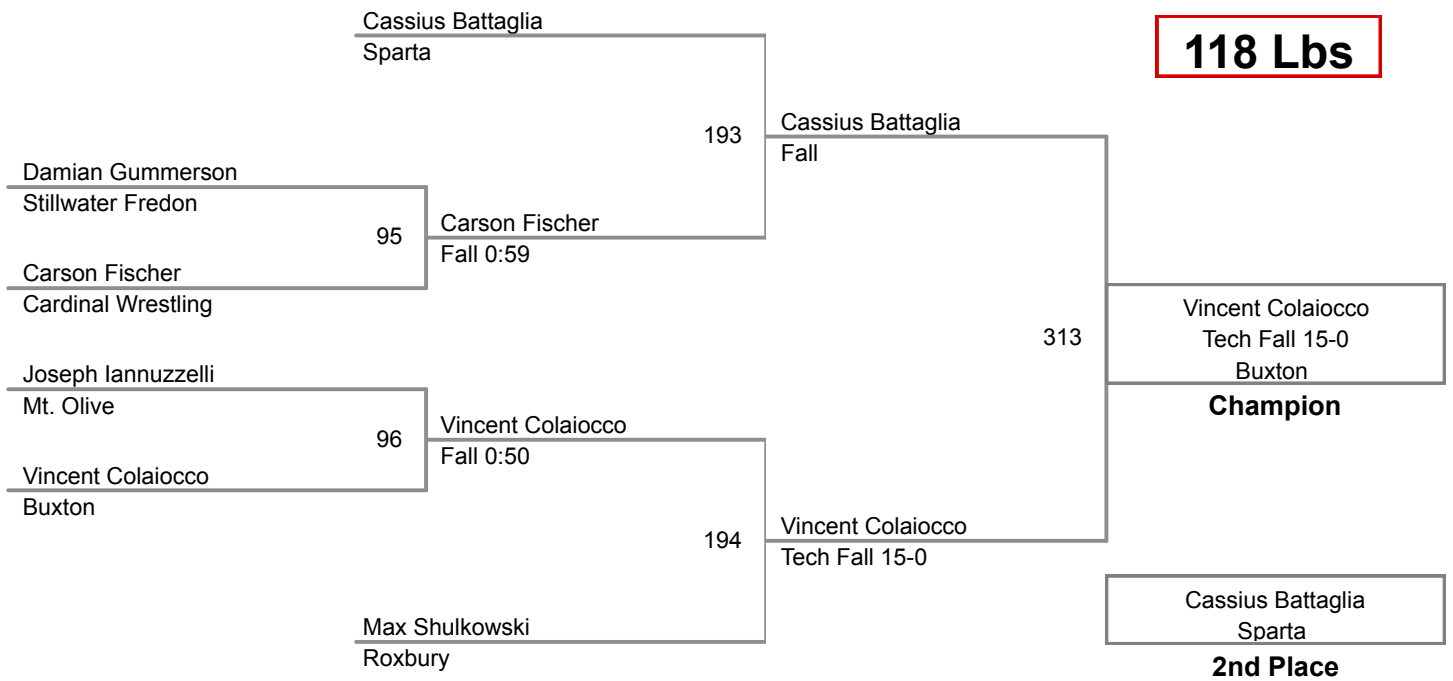 Cassius Battaglia
Sparta
118 Lbs
193
Cassius Battaglia
Fall
Damian Gummerson
Stillwater Fredon
95
Carson Fischer
Fall 0:59
Carson Fischer
Cardinal Wrestling
313
Vincent Colaiocco
Tech Fall 15-0
Buxton
Champion
Joseph Iannuzzelli
Mt. Olive
96
Vincent Colaiocco
Fall 0:50
Vincent Colaiocco
Buxton
194
Vincent Colaiocco
Tech Fall 15-0
Max Shulkowski
Roxbury
Cassius Battaglia
Sparta
2nd Place